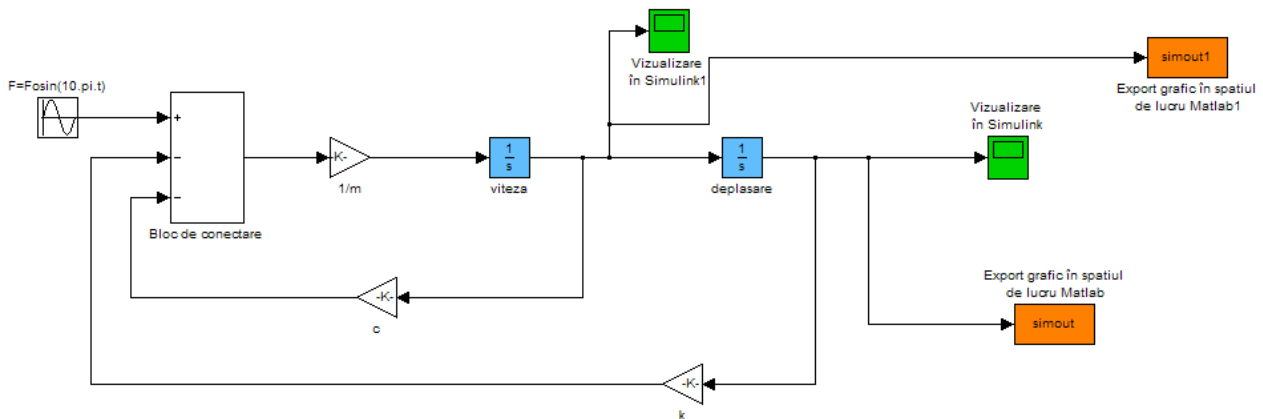 F=Fosin(10.pi.t)
+
−
−
Bloc de conectare
K-
1/m
1
s
viteza
Vizualizare
în Simulink1
1
s
deplasare
simout1
Export grafic în spatiul
de lucru Matlab1
Vizualizare
în Simulink
Export grafic în spatiul
de lucru Matlab
simout
-K-
c
-K-
k